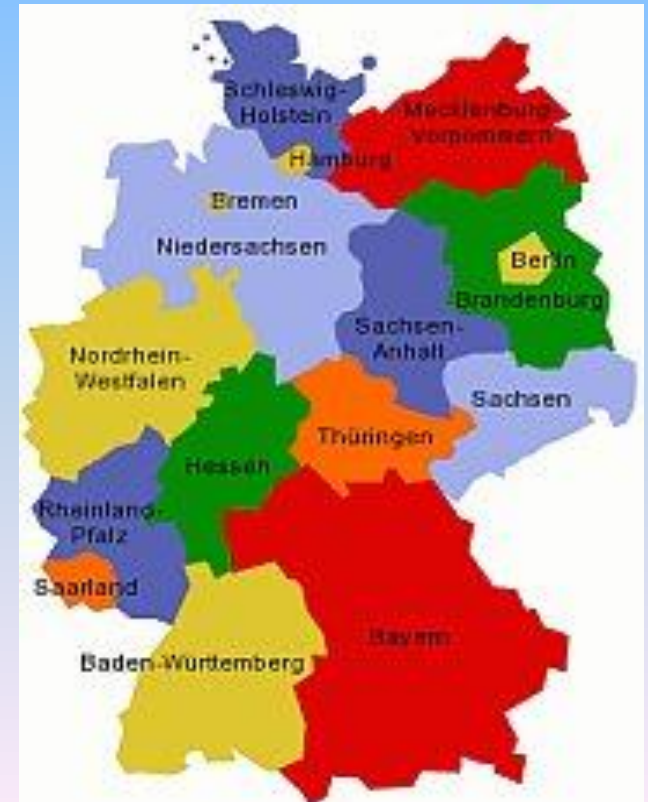 Schleswig-
Holstein
Mecklenburg-
Vorpommern
Hamburg
Bremen
Niedersachsen
Berlin
Brandenburg
Sachsen-
Anhalt
Nordrhein-
Westfalen
Sachsen
Thüringen
Hessen
Rheinland-
Pfalz
Saarland
Bayern
Baden-Württemberg